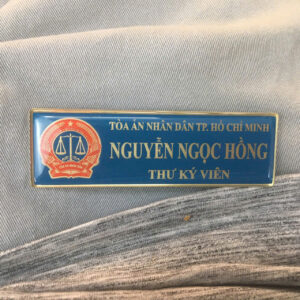 TÒA ÁN NHÂN DÂN TP. HỒ CHÍ MINH
NGUYỄN NGỌC HỒNG
THƯ KÝ VIÊN